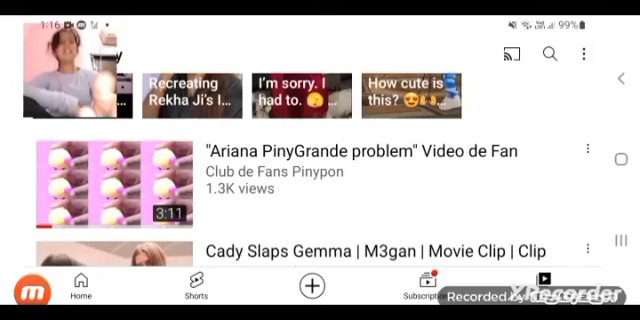 1:16
99%
Recreating
Rekha Ji's I...
I'm sorry. I
had to. 🫣 ...
How cute is
this? 😍👍...
"Ariana PinyGrande problem" Video de Fan
Club de Fans Pinypon
1.3K views
3:11
Cady Slaps Gemma | M3gan | Movie Clip | Clip
Home
Shorts
Subscription
Recorded by
XRecorder